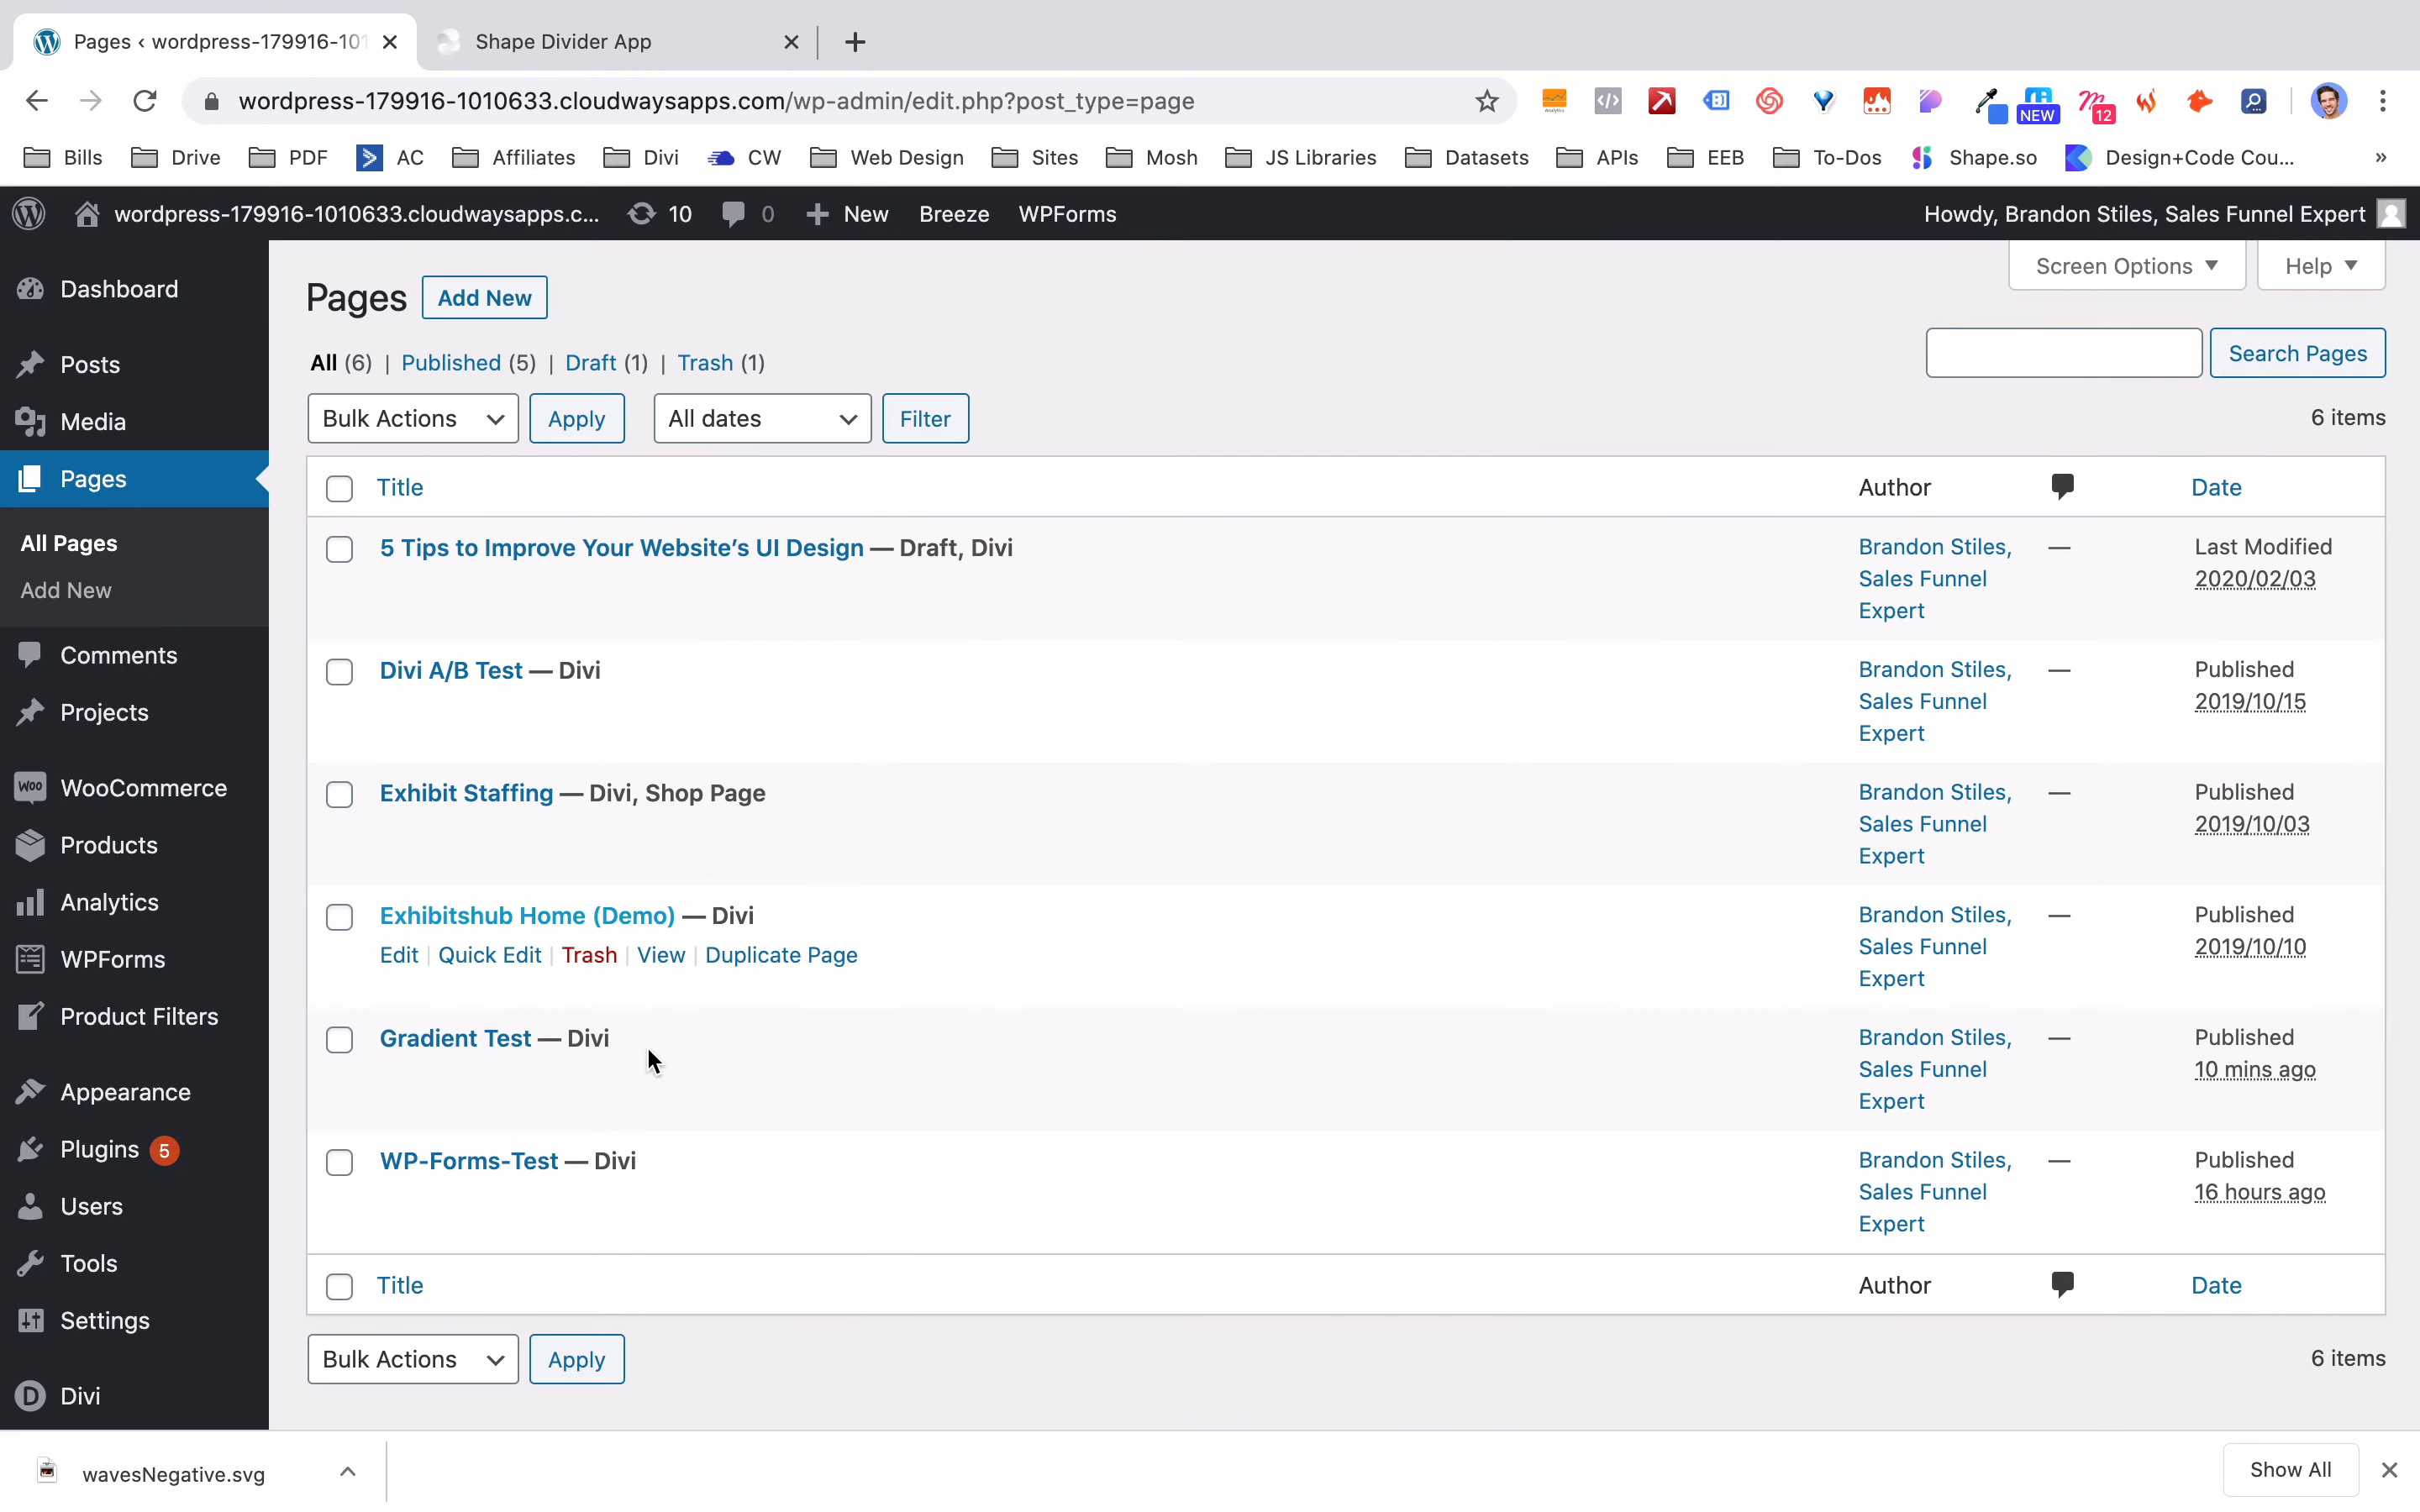 Pages ‹ wordpress-179916-101
Shape Divider App
wordpress-179916-1010633.cloudwaysapps.com/wp-admin/edit.php?post_type=page
NEW
12
Bills
Drive
PDF
AC
Affiliates
Divi
CW
Web Design
Sites
Mosh
JS Libraries
Datasets
APIs
EEB
To-Dos
Shape.so
Design+Code Cou...
»
wordpress-179916-1010633.cloudwaysapps.c...
10
0
New
Breeze
WPForms
Howdy, Brandon Stiles, Sales Funnel Expert
Dashboard
Posts
Media
Pages
All Pages
Add New
Comments
Projects
WooCommerce
Products
Analytics
WPForms
Product Filters
Appearance
Plugins 5
Users
Tools
Settings
Divi
Screen Options
Help
Pages
Add New
All (6) | Published (5) | Draft (1) | Trash (1)
Search Pages
Bulk Actions
Apply
All dates
Filter
6 items
Title
Author
Date
5 Tips to Improve Your Website’s UI Design — Draft, Divi
Brandon Stiles,
Sales Funnel
Expert
—
Last Modified
2020/02/03
Divi A/B Test — Divi
Brandon Stiles,
Sales Funnel
Expert
—
Published
2019/10/15
Exhibit Staffing — Divi, Shop Page
Brandon Stiles,
Sales Funnel
Expert
—
Published
2019/10/03
Exhibitshub Home (Demo) — Divi
Edit | Quick Edit | Trash | View | Duplicate Page
Brandon Stiles,
Sales Funnel
Expert
—
Published
2019/10/10
Gradient Test — Divi
Brandon Stiles,
Sales Funnel
Expert
—
Published
10 mins ago
WP-Forms-Test — Divi
Brandon Stiles,
Sales Funnel
Expert
—
Published
16 hours ago
Title
Author
Date
Bulk Actions
Apply
6 items
wavesNegative.svg
Show All